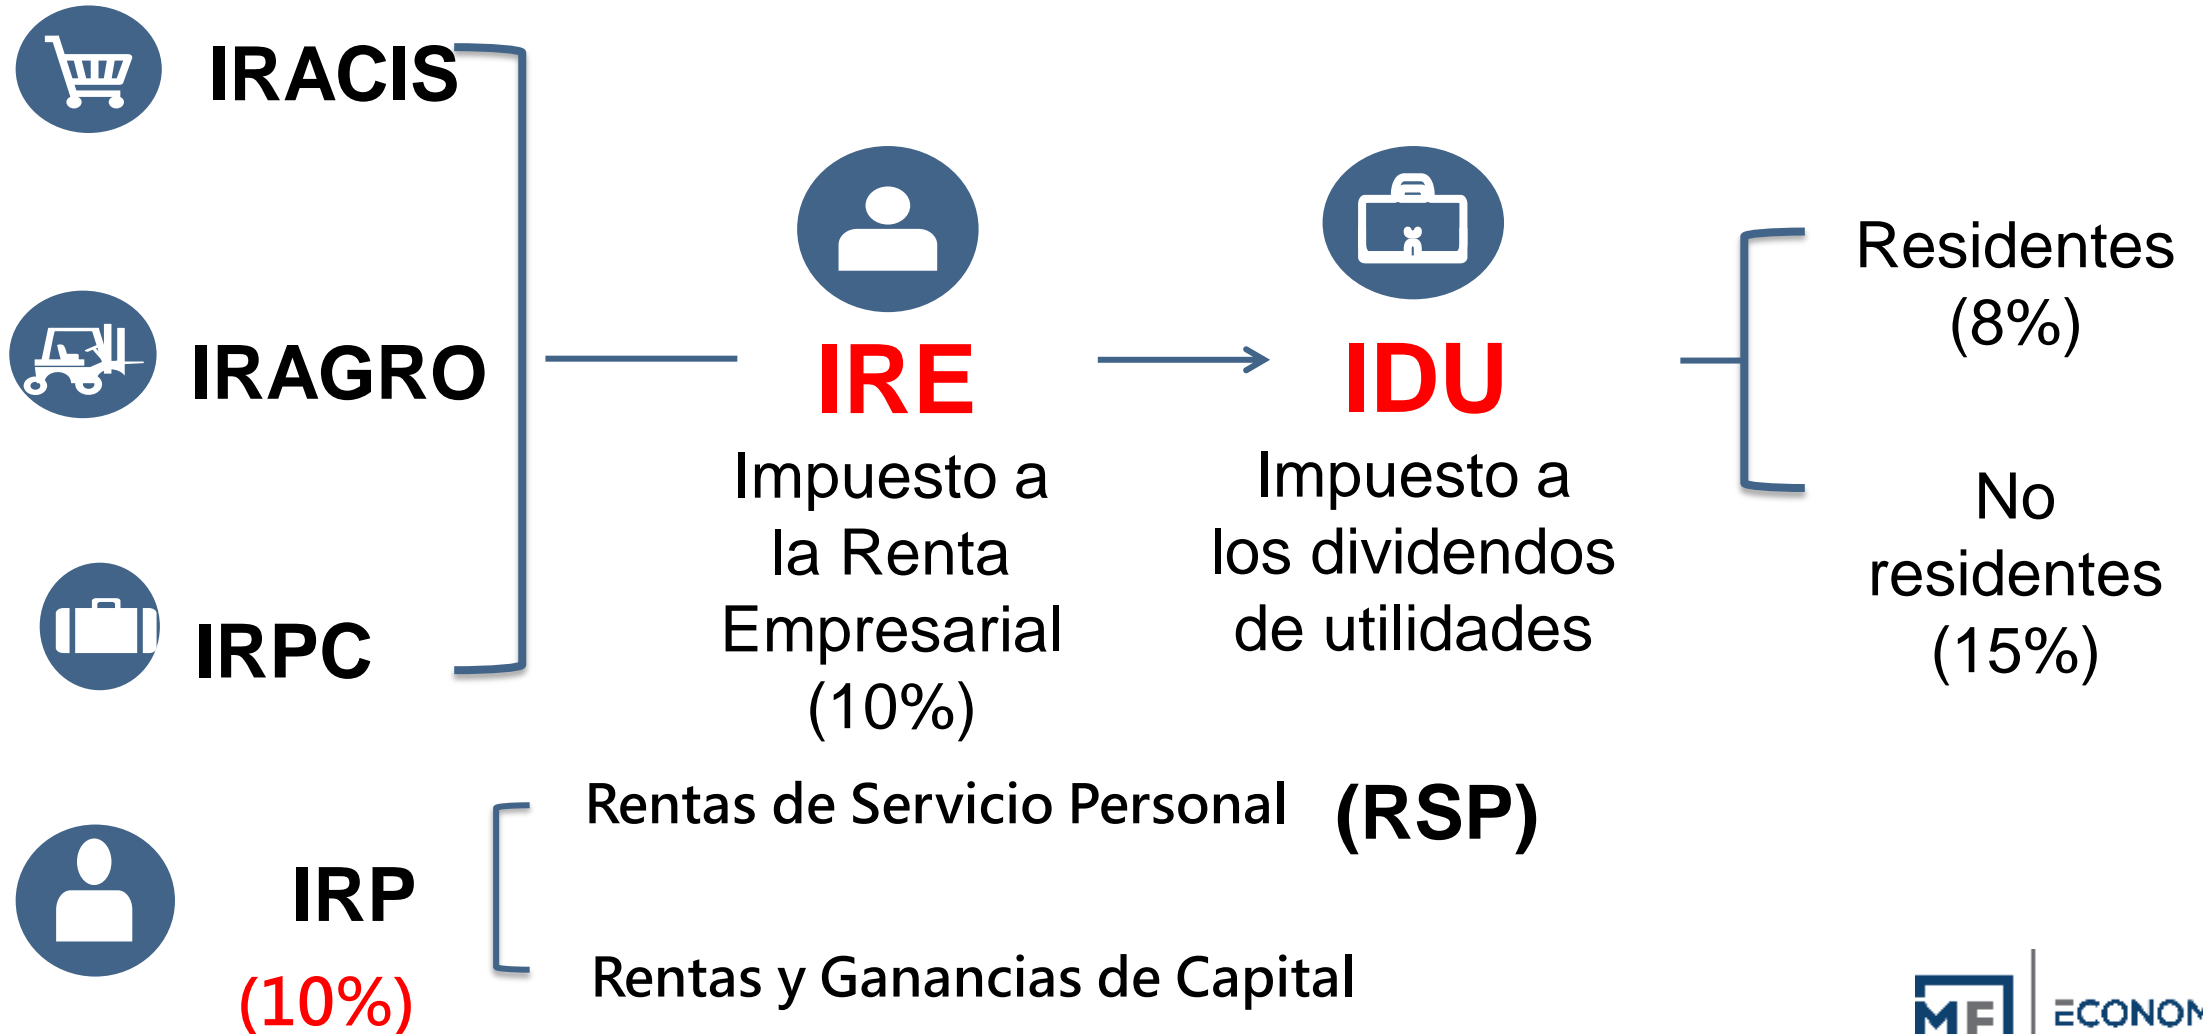 IRACIS
IRAGRO
IRPC
IRE
Impuesto a
la Renta
Empresarial
(10%)
IDU
Impuesto a
los dividendos
de utilidades
Residentes
(8%)
No
residentes
(15%)
IRP
(10%)
Rentas de Servicio Personal (RSP)
Rentas y Ganancias de Capital
MF